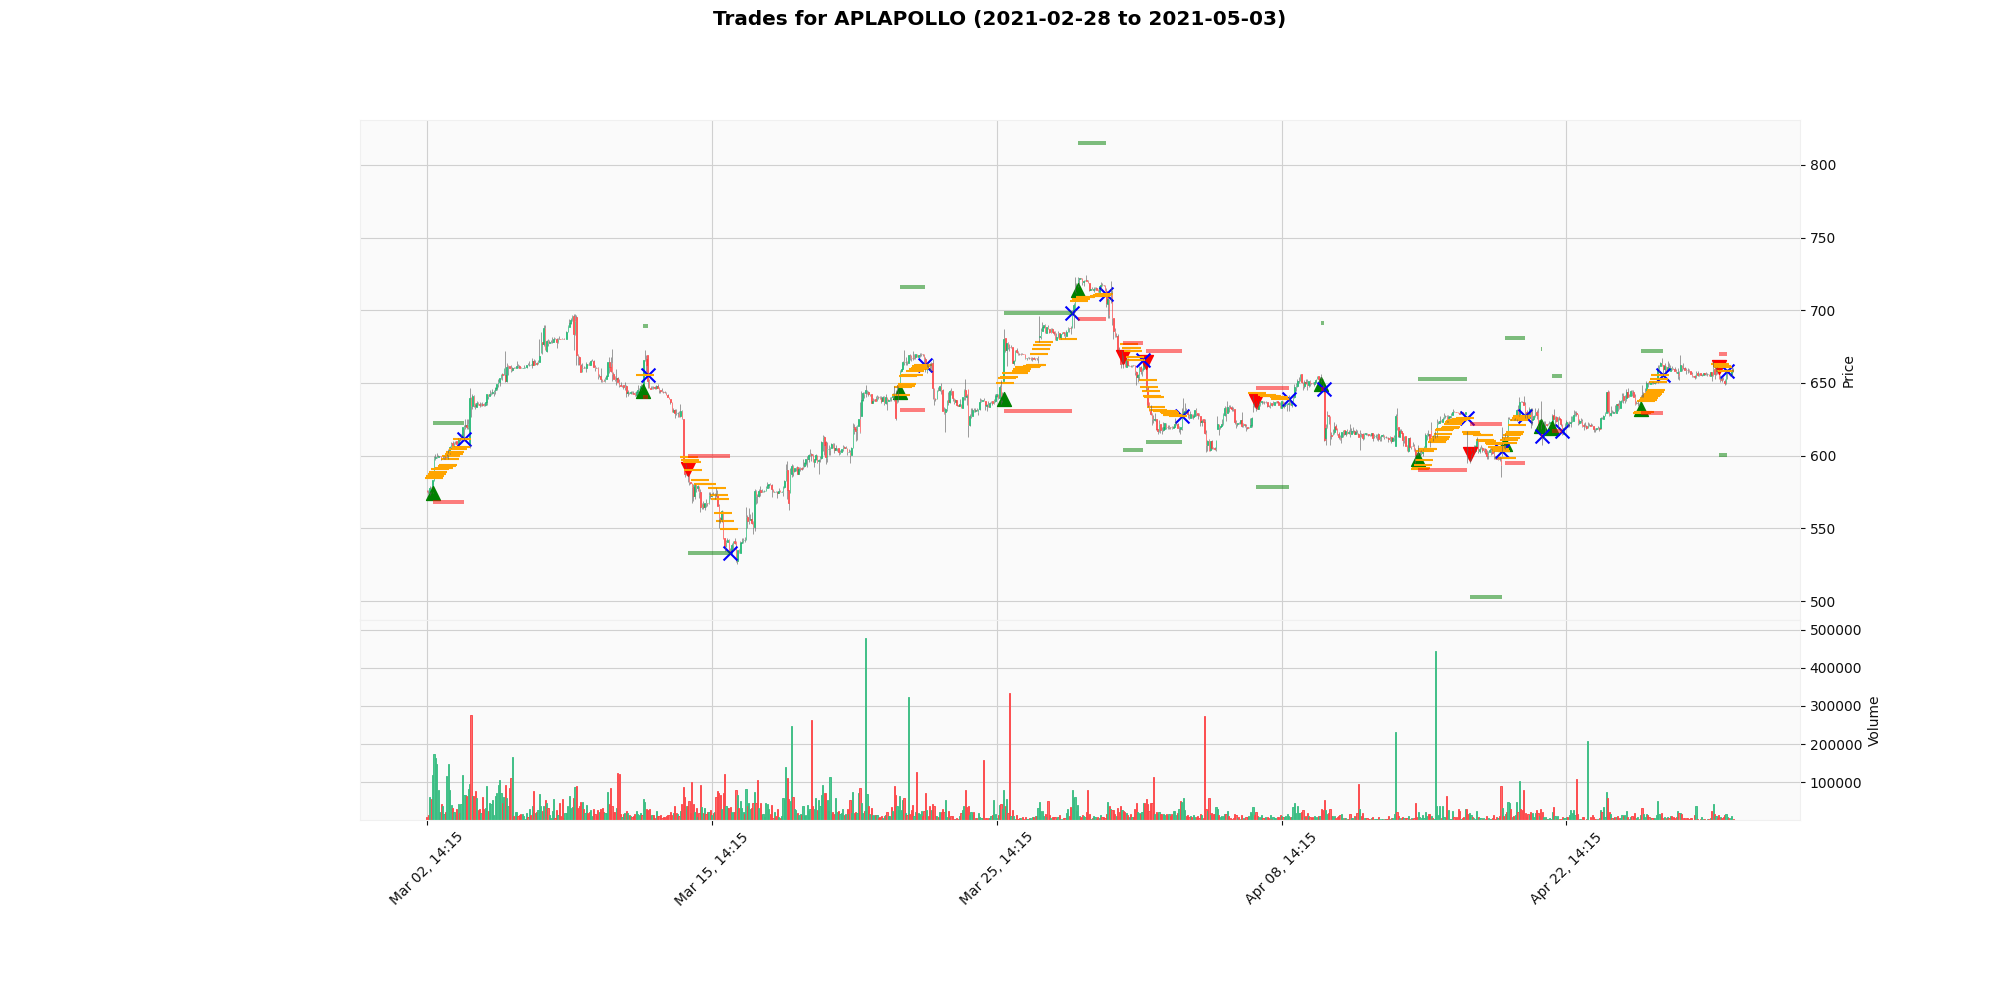 Trades for APLAPOLLO (2021-02-28 to 2021-05-03)
800
750
700
650
600
550
500
Price
Price
500000
400000
300000
200000
100000
Volume
Mar 02, 14:15
Mar 15, 14:15
Mar 25, 14:15
Apr 08, 14:15
Apr 22, 14:15